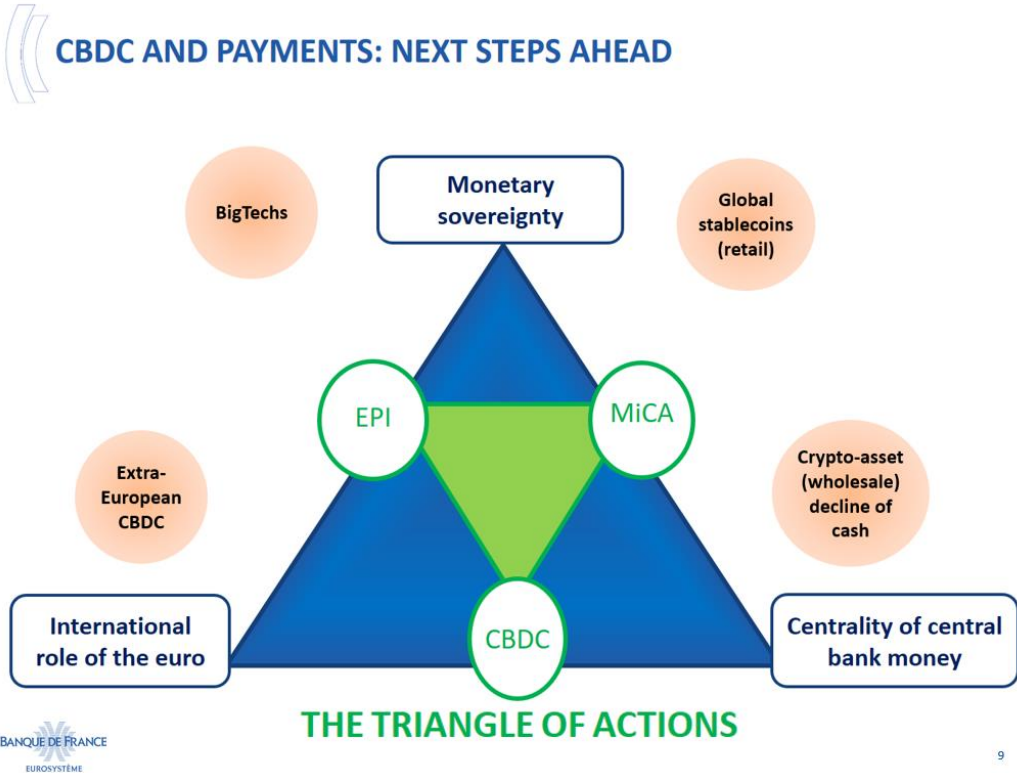 CBDC AND PAYMENTS: NEXT STEPS AHEAD
BigTechs
Monetary
sovereignty
Global
stablecoins
(retail)
EPI
MiCA
Extra-
European
CBDC
Crypto-asset
(wholesale)
decline of
cash
International
role of the euro
CBDC
Centrality of central
bank money
THE TRIANGLE OF ACTIONS
BANQUE DE FRANCE
EUROSYSTÈME
9